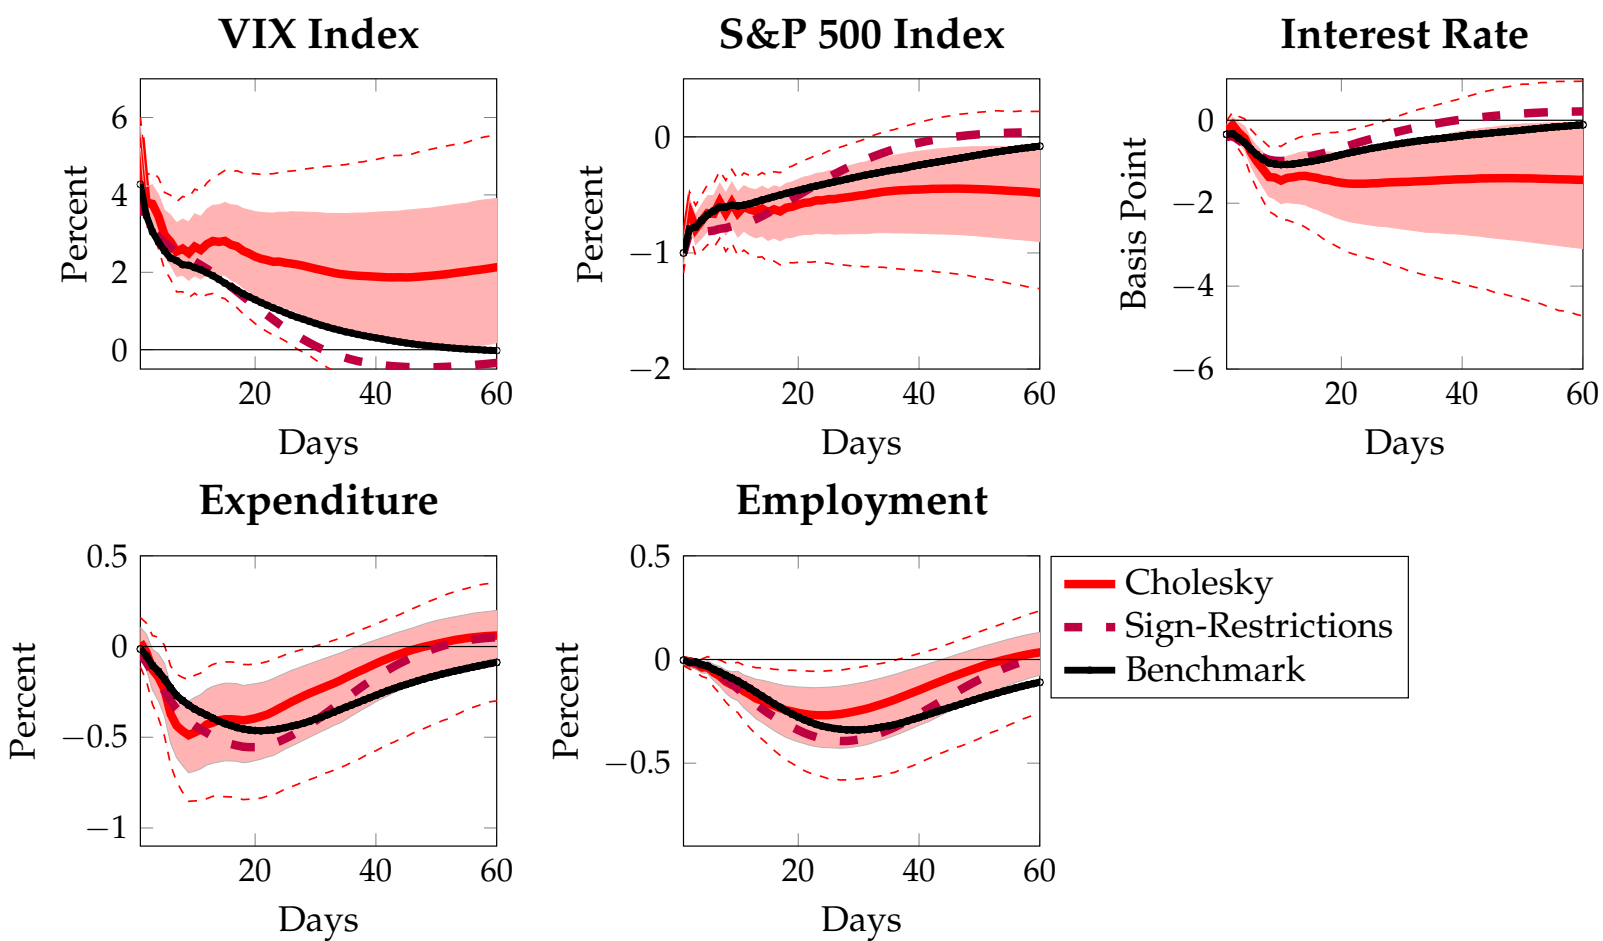 VIX Index
S&P 500 Index
Interest Rate
Percent
6
4
2
0
20
40
60
Days
Percent
0
−1
−2
20
40
60
Days
Basis Point
0
−2
−4
−6
20
40
60
Days
Expenditure
Employment
Percent
0.5
0
−0.5
−1
20
40
60
Days
Percent
0.5
0
−0.5
20
40
60
Days
Cholesky
Sign-Restrictions
Benchmark